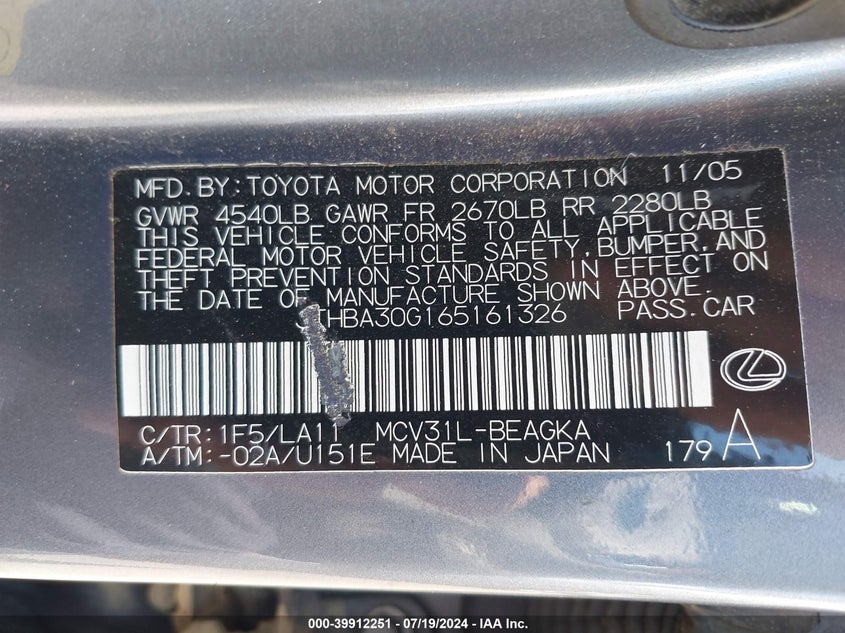 MFD. BY: TOYOTA MOTOR CORPORATION 11/05
GVWR 4540LB GAWR FR 2670LB RR 2280LB
THIS VEHICLE CONFORMS TO ALL APPLICABLE
FEDERAL MOTOR VEHICLE SAFETY, BUMPER, AND
THEFT PREVENTION STANDARDS IN EFFECT ON
THE DATE OF MANUFACTURE SHOWN ABOVE.
THBA30G165161326 PASS. CAR
C/TR: 1F5/LA11 MCV31L-BEAGKA
A/TM: -02A/U151E MADE IN JAPAN 179 A
000-39912251 - 07/19/2024 - IAA Inc.